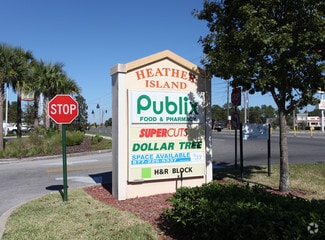 STOP
HEATHER
ISLAND
Publix
FOOD & PHARMACY
SUPERCUTS
DOLLAR TREE
SPACE AVAILABLE
H&R BLOCK